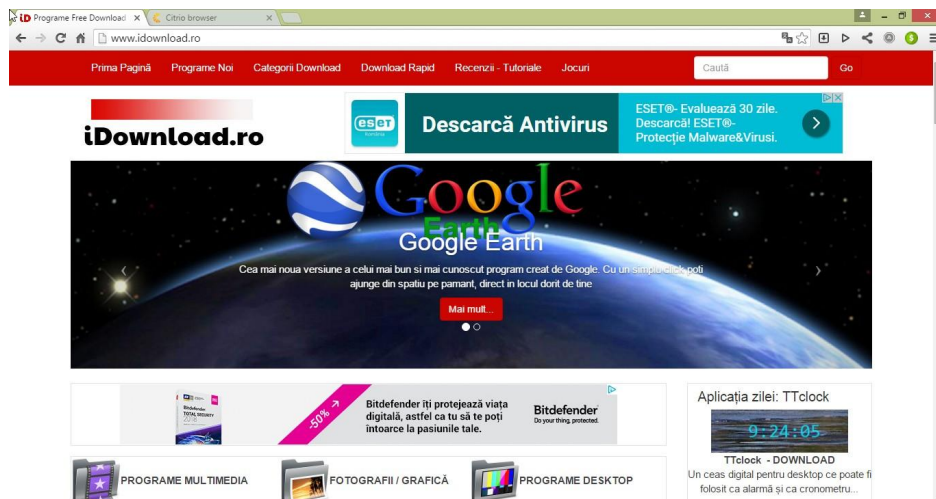 Programe Free Download
Citrio browser
www.idownload.ro
Prima Pagină
Programe Noi
Categorii Download
Download Rapid
Recenzii - Tutoriale
Jocuri
Caută
Go
iDownload.ro
eset
Descarcă Antivirus
ESET®- Evaluează 30 zile.
Descarcă! ESET®-
Protecție Malware&Virusi.
Google
Earth
Google Earth
Cea mai noua versiune a celui mai bun si mai cunoscut program creat de Google. Cu un simplu click poti
ajunge din spatiu pe pamant, direct in locul dorit de tine
Mai mult...
Bitdefender
TOTAL SECURITY
2016
-50%
Bitdefender îți protejează viața
digitală, astfel ca tu să te poți
întoarce la pasiunile tale.
Bitdefender
Do your thing, protected.
Aplicația zilei: TTclock
9:24:05
TTclock - DOWNLOAD
Un ceas digital pentru desktop ce poate fi
folosit ca alarmă și ca cronometru...
PROGRAME MULTIMEDIA
FOTOGRAFII / GRAFICĂ
PROGRAME DESKTOP